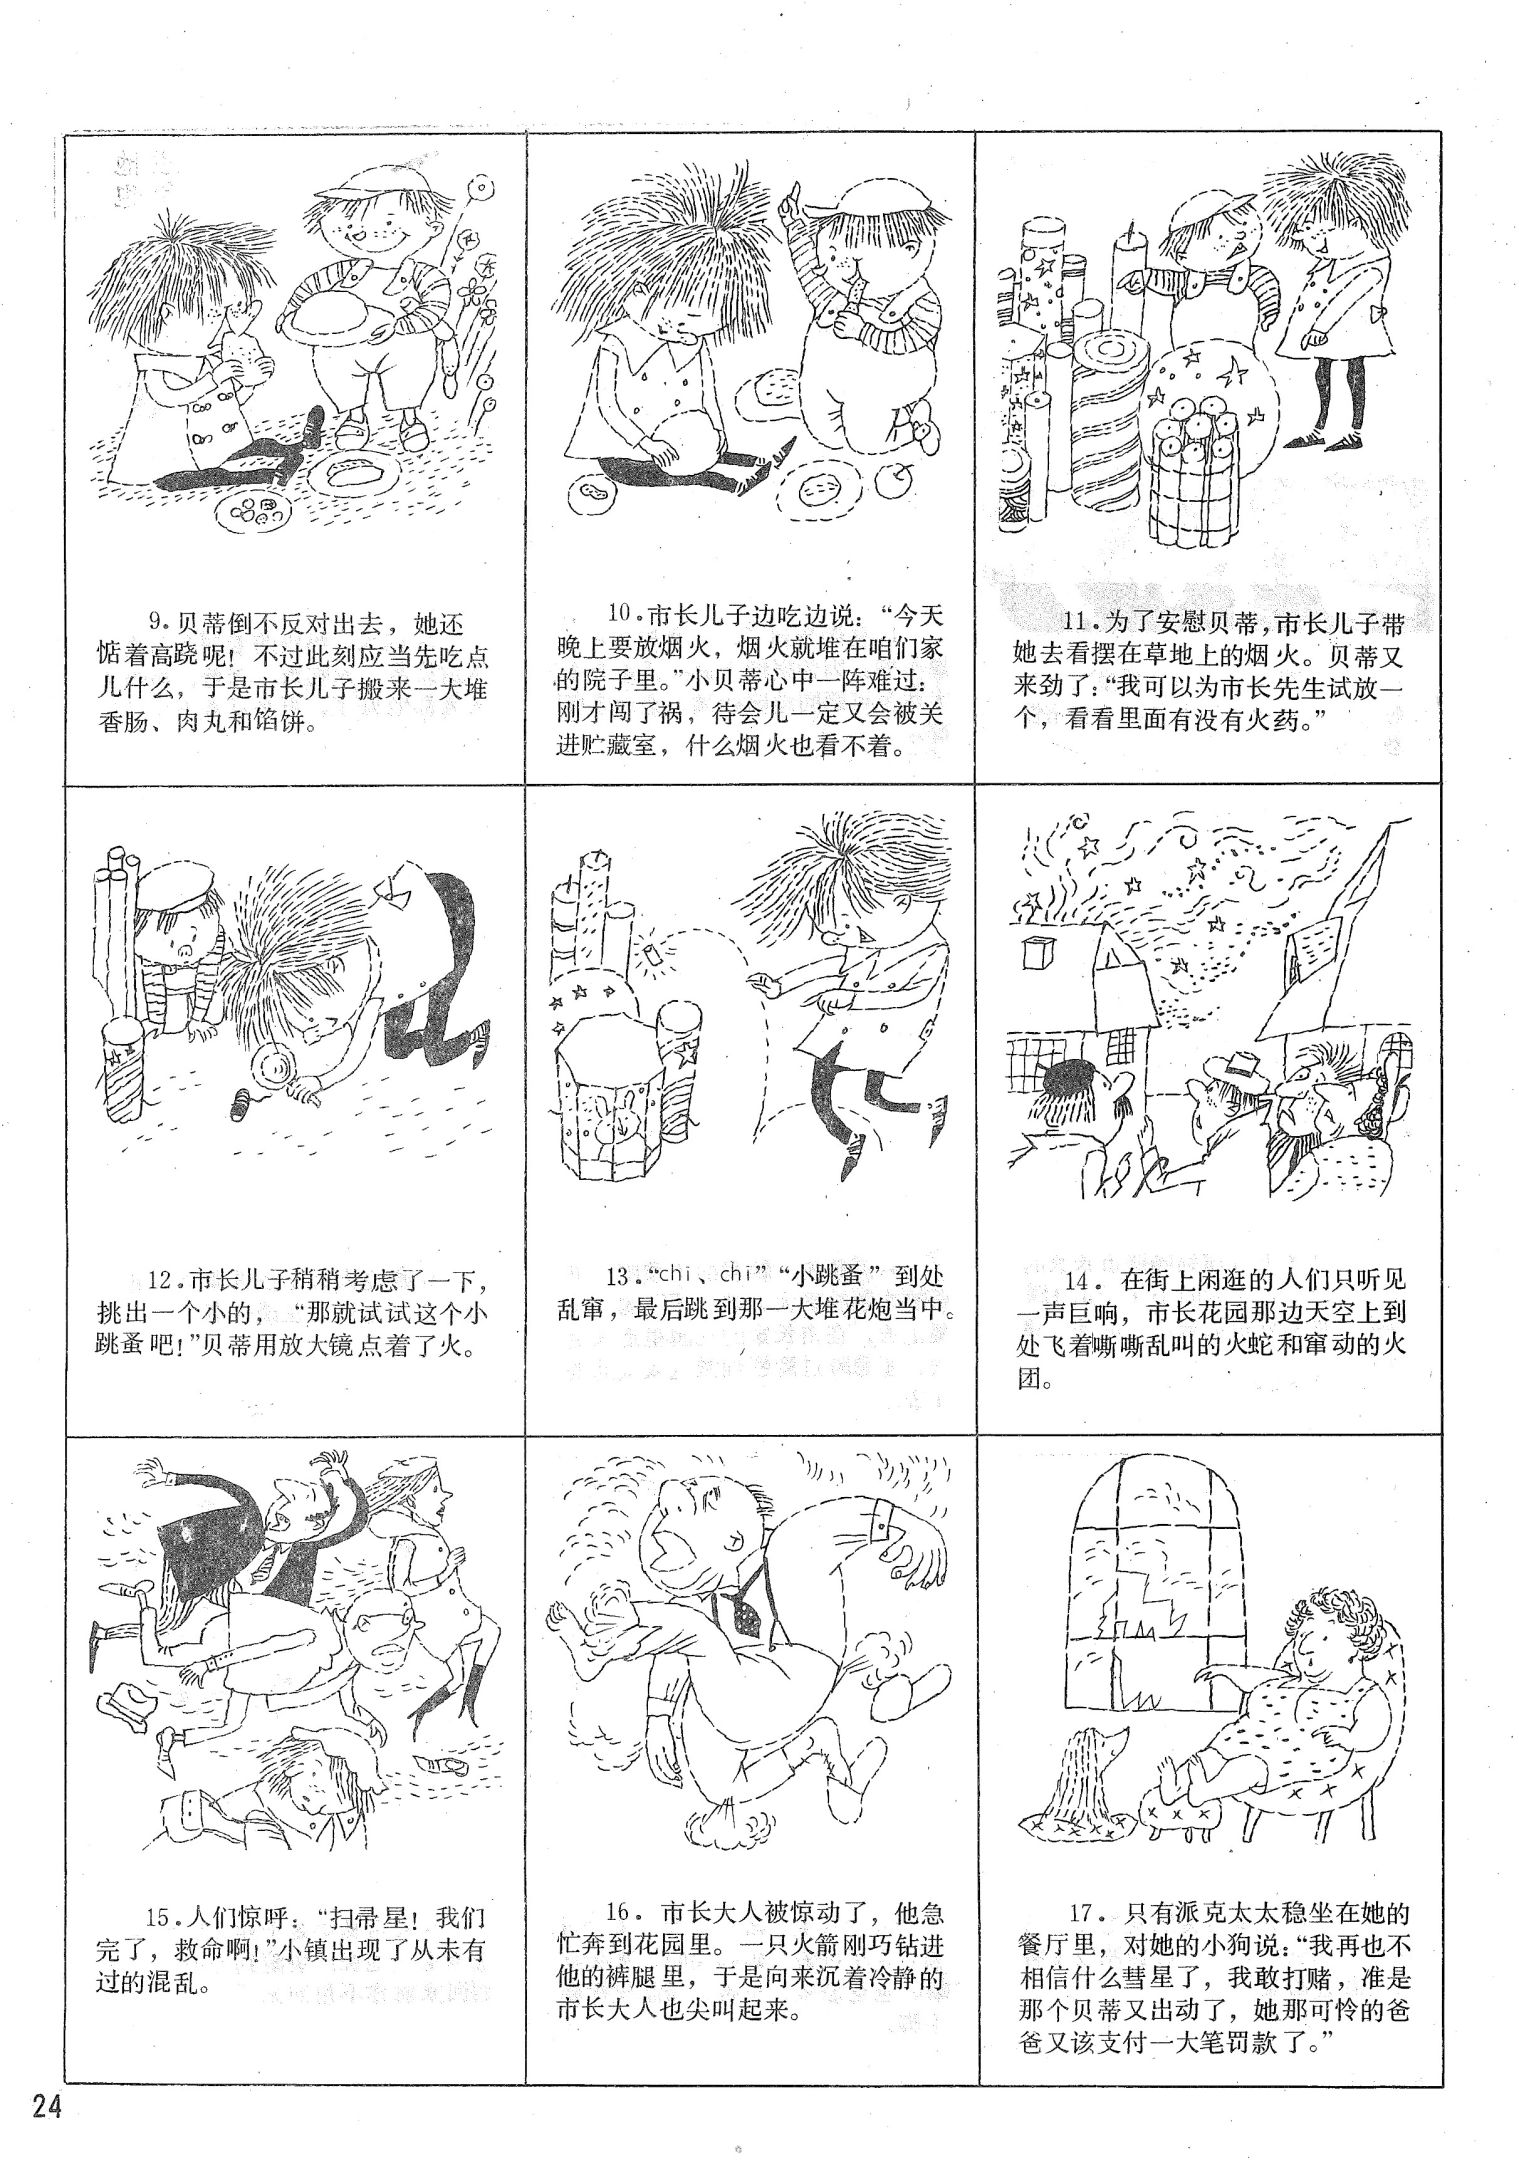 9.贝蒂倒不反对出去，她还
惦着高跷呢！不过此刻应当先吃点
儿什么，于是市长儿子搬来一大堆
香肠、肉丸和馅饼。
10.市长儿子边吃边说：“今天
晚上要放烟火，烟火就堆在咱们家
的院子里。”小贝蒂心中一阵难过：
刚才闯了祸，待会儿一定又会被关
进贮藏室，什么烟火也看不着。
11.为了安慰贝蒂，市长儿子带
她去看摆在草地上的烟火。贝蒂又
来劲了：“我可以为市长先生试放一
个，看看里面有没有火药。”
12.市长儿子稍稍考虑了一下，
挑出一个小的，“那就试试这个小
跳蚤吧！”贝蒂用放大镜点着了火。
13.“chi、chi”“小跳蚤”到处
乱窜，最后跳到那一大堆花炮当中。
14. 在街上闲逛的人们只听见
一声巨响，市长花园那边天空上到
处飞着嘶嘶乱叫的火蛇和窜动的火
团。
15.人们惊呼：“扫帚星！我们
完了，救命啊！”小镇出现了从未有
过的混乱。
16. 市长大人被惊动了，他急
忙奔到花园里。一只火箭刚巧钻进
他的裤腿里，于是向来沉着冷静的
市长大人也尖叫起来。
17. 只有派克太太稳坐在她的
餐厅里，对她的小狗说：“我再也不
相信什么彗星了，我敢打赌，准是
那个贝蒂又出动了，她那可怜的爸
爸又该支付一大笔罚款了。”
24